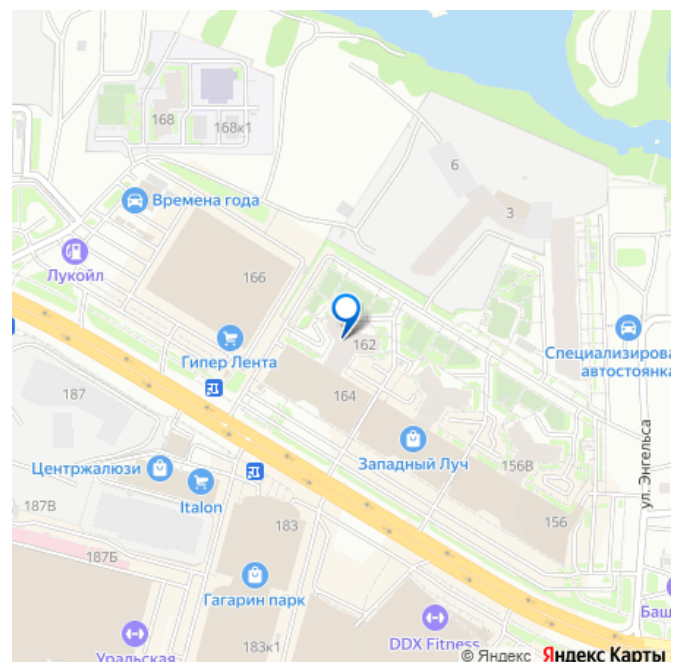 168
168к1
6
3
Времена года
Лукойл
166
Гипер Лента
162
164
Специализирова
автостоянка
187
Западный Луч
156В
ул. Энгельса
Центржалюзи
Italon
187В
183
156
187Б
Гагарин парк
Баш
183к1
Уральская
DDX Fitness
© Яндекс Яндекс Карты